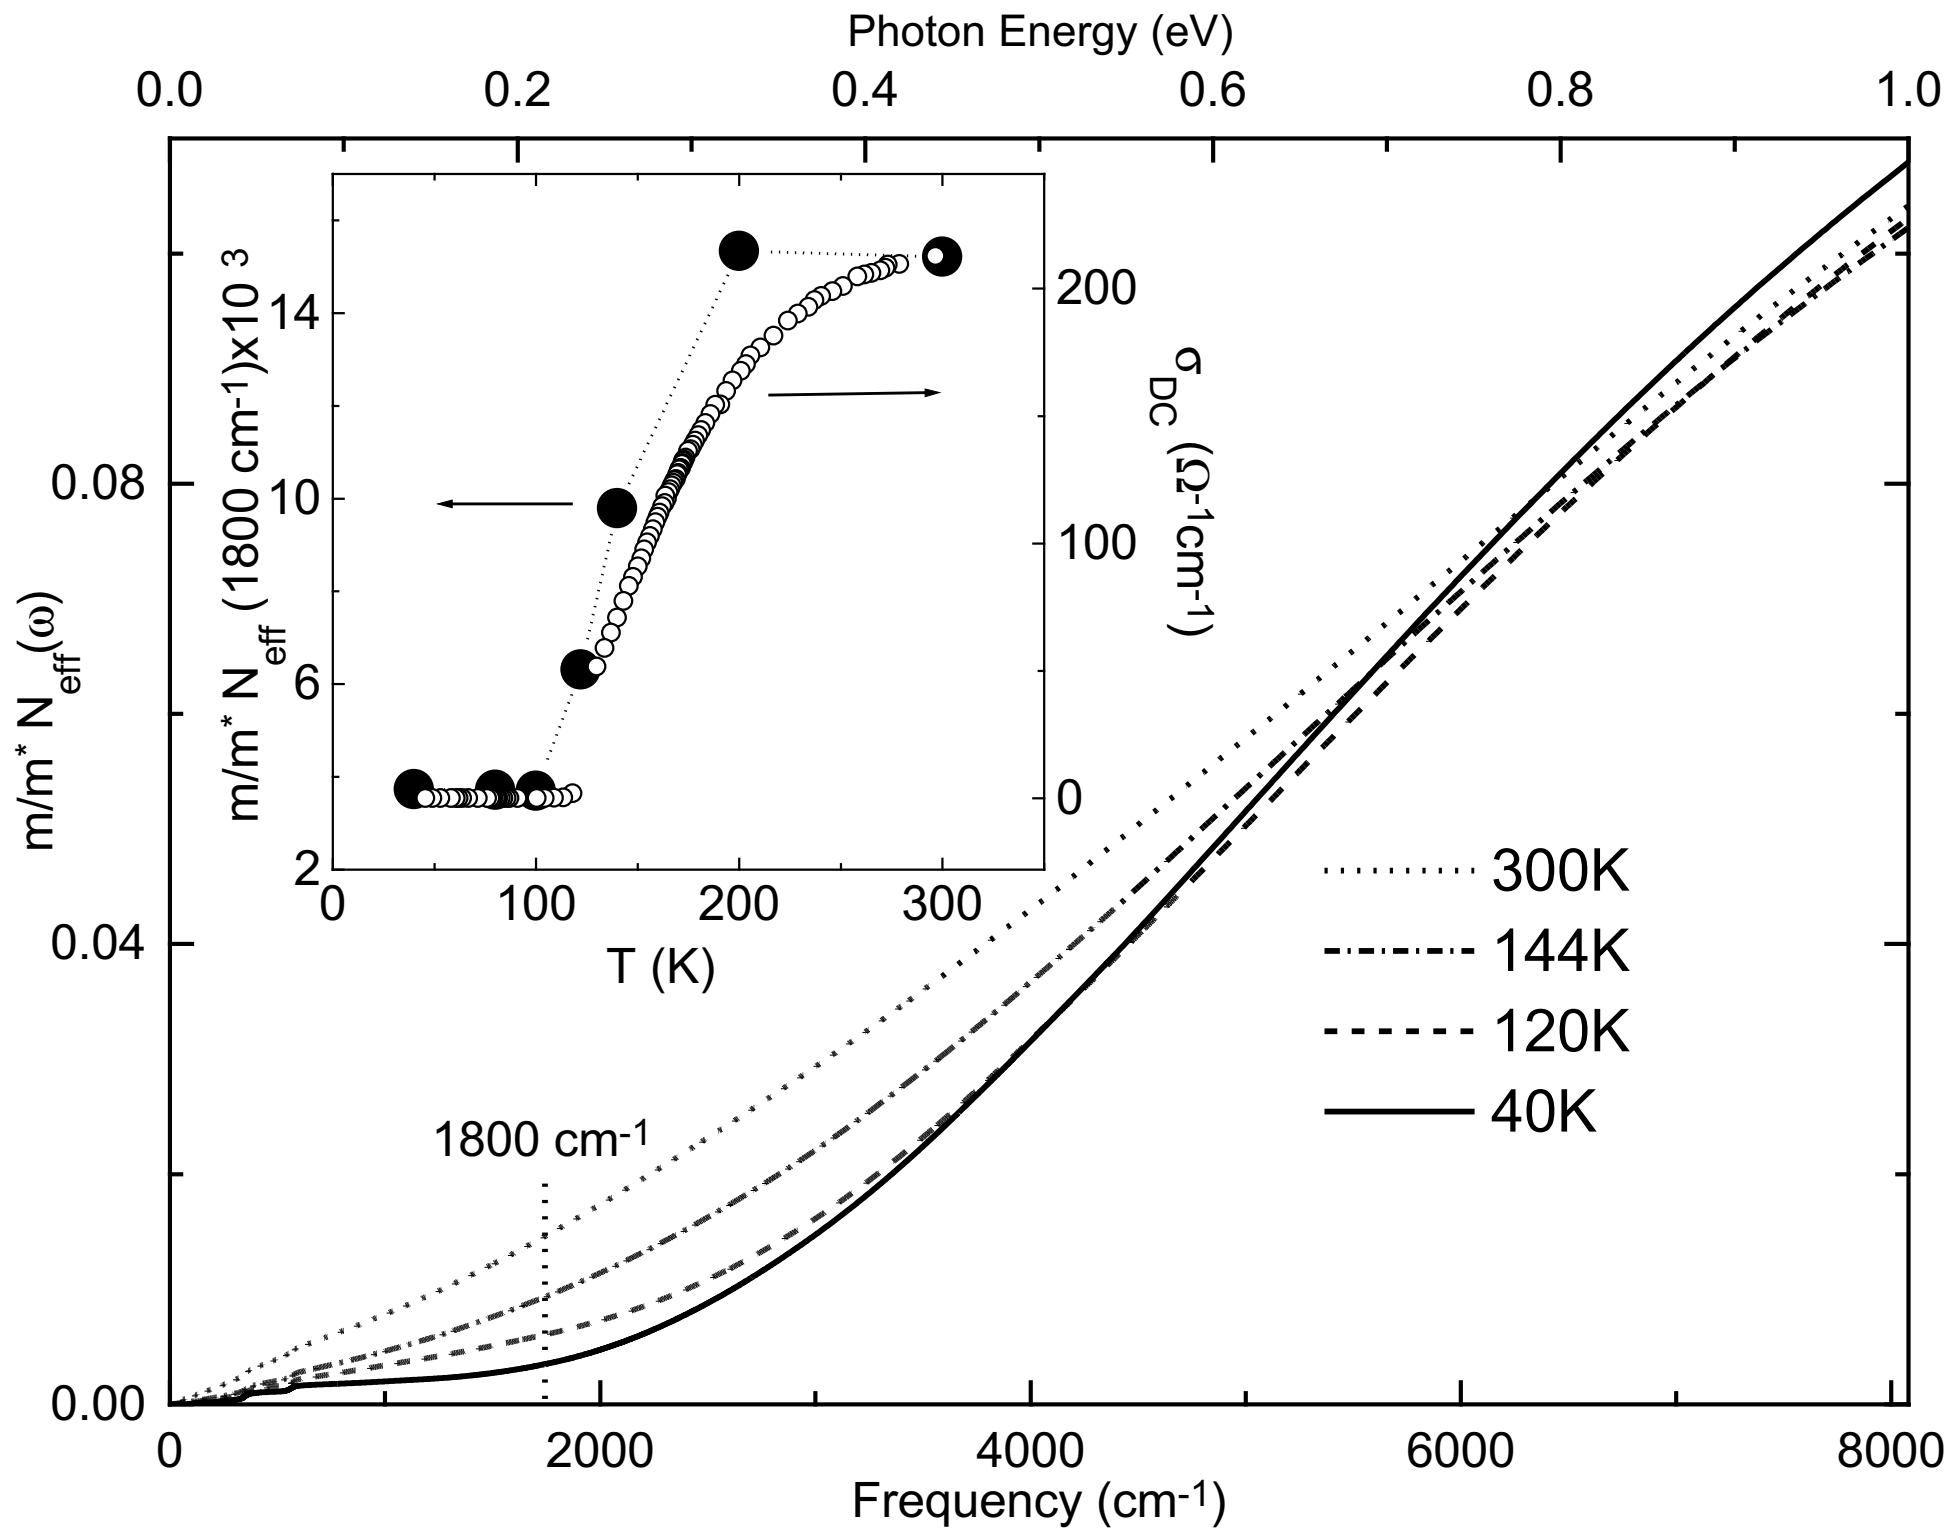 Photon Energy (eV)
0.0 0.2 0.4 0.6 0.8 1.0
m/m* N_eff(ω)
0.08
0.04
0.00
m/m* N_eff (1800 cm⁻¹)x10 ³
14
10
6
2
0 100 200 300
T (K)
200
100
0
σ_DC (Ω⁻¹cm⁻¹)
1800 cm⁻¹
300K
144K
120K
40K
0 2000 4000 6000 8000
Frequency (cm⁻¹)